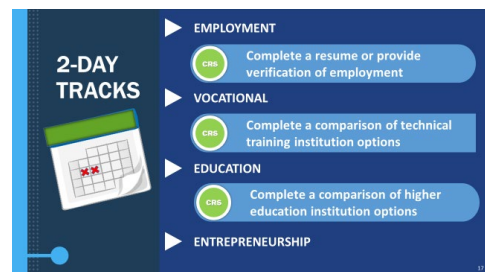 2-DAY
TRACKS
EMPLOYMENT
CRS
Complete a resume or provide
verification of employment
VOCATIONAL
CRS
Complete a comparison of technical
training institution options
EDUCATION
CRS
Complete a comparison of higher
education institution options
ENTREPRENEURSHIP
17